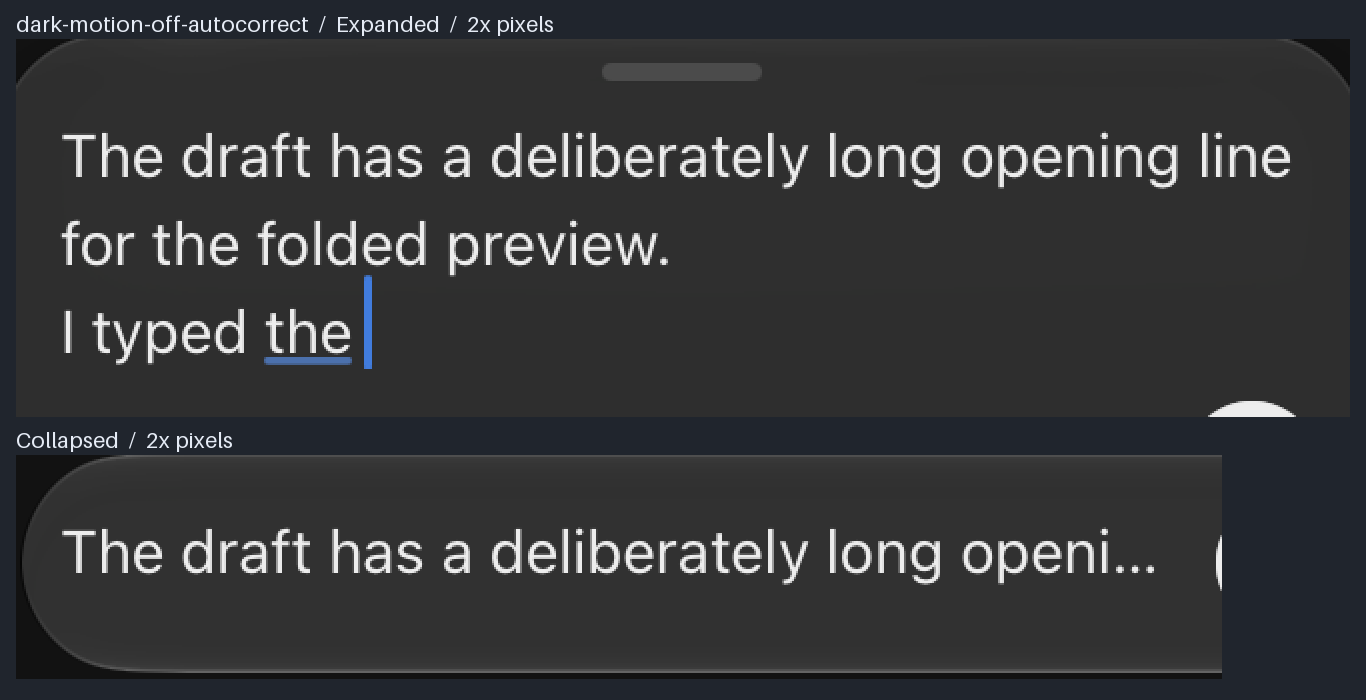 dark-motion-off-autocorrect / Expanded / 2x pixels
The draft has a deliberately long opening line
for the folded preview.
I typed the
Collapsed / 2x pixels
The draft has a deliberately long openi...